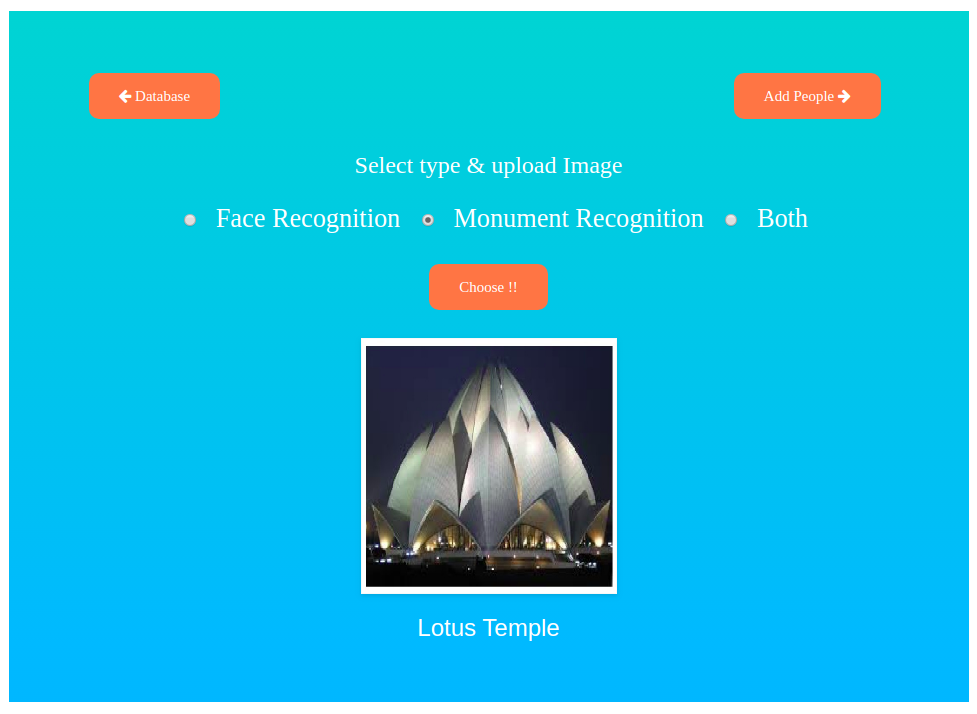 Database
Add People
Select type & upload Image
Face Recognition Monument Recognition Both
Choose !!
Lotus Temple